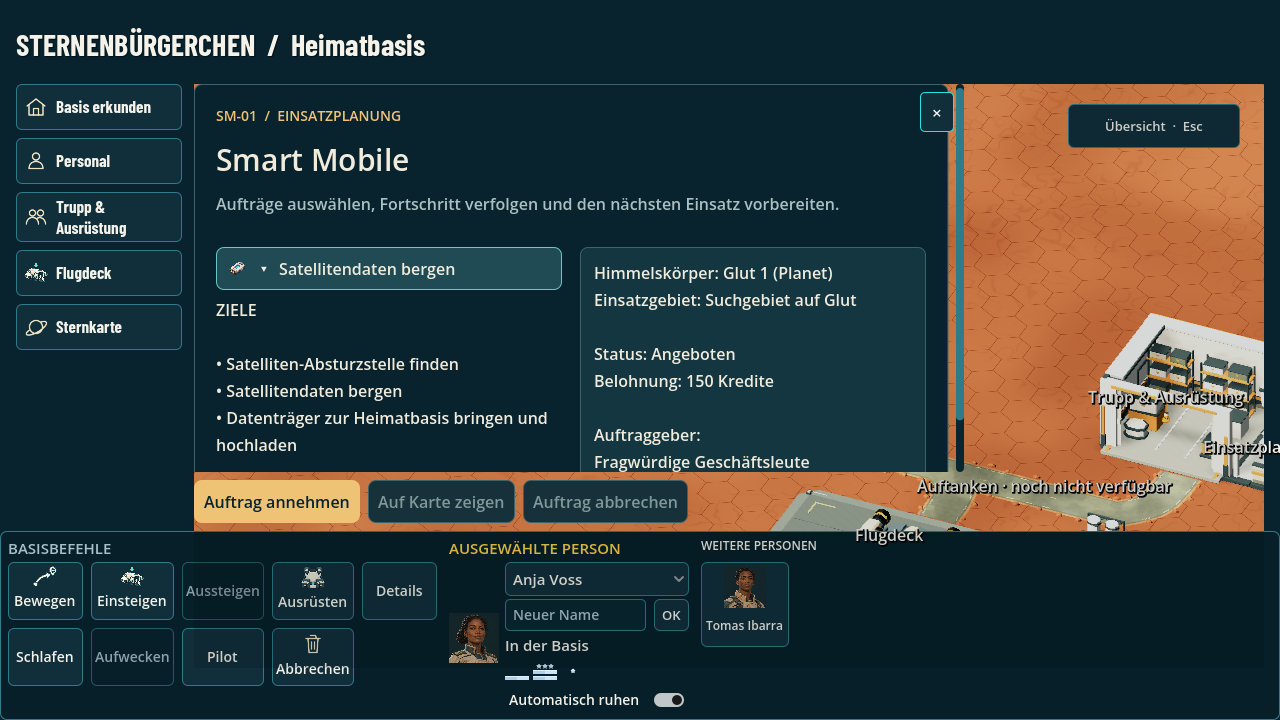 STERNENBÜRGERCHEN / Heimatbasis
Basis erkunden
Personal
Trupp &
Ausrüstung
Flugdeck
Sternkarte
SM-01 / EINSATZPLANUNG
×
Smart Mobile
Aufträge auswählen, Fortschritt verfolgen und den nächsten Einsatz vorbereiten.
▾ Satellitendaten bergen
ZIELE
• Satelliten-Absturzstelle finden
• Satellitendaten bergen
• Datenträger zur Heimatbasis bringen und
hochladen
Himmelskörper: Glut 1 (Planet)
Einsatzgebiet: Suchgebiet auf Glut
Status: Angeboten
Belohnung: 150 Kredite
Auftraggeber:
Fragwürdige Geschäftsleute
Auftrag annehmen
Auf Karte zeigen
Auftrag abbrechen
Übersicht · Esc
Trupp & Ausrüstung
Einsatzpla
Auftanken · noch nicht verfügbar
Flugdeck
BASISBEFEHLE
Bewegen
Einsteigen
Aussteigen
Ausrüsten
Details
Schlafen
Aufwecken
Pilot
Abbrechen
AUSGEWÄHLTE PERSON
Anja Voss
Neuer Name
OK
In der Basis
Automatisch ruhen
WEITERE PERSONEN
Tomas Ibarra